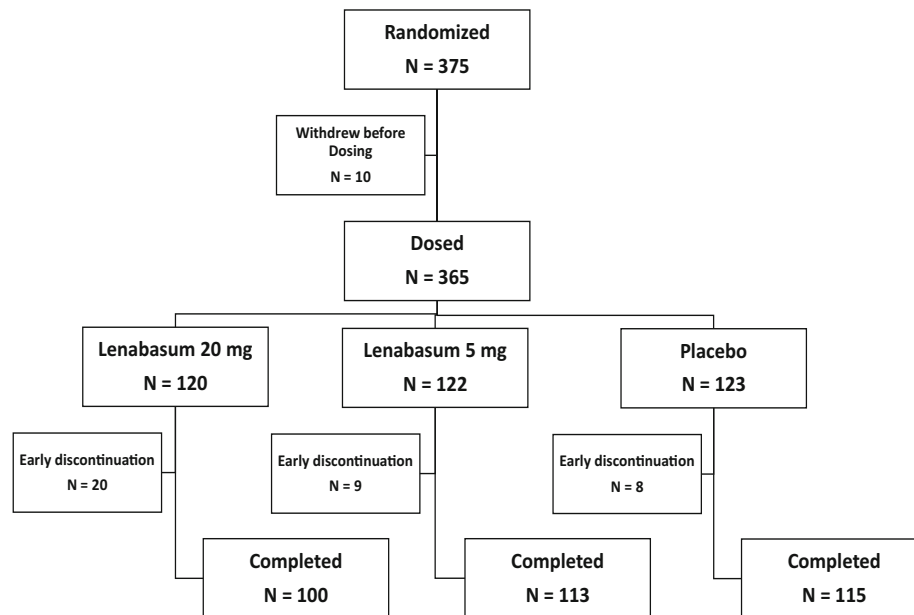 Randomized
N = 375
Withdrew before
Dosing
N = 10
Dosed
N = 365
Lenabasum 20 mg
N = 120
Lenabasum 5 mg
N = 122
Placebo
N = 123
Early discontinuation
N = 20
Early discontinuation
N = 9
Early discontinuation
N = 8
Completed
N = 100
Completed
N = 113
Completed
N = 115